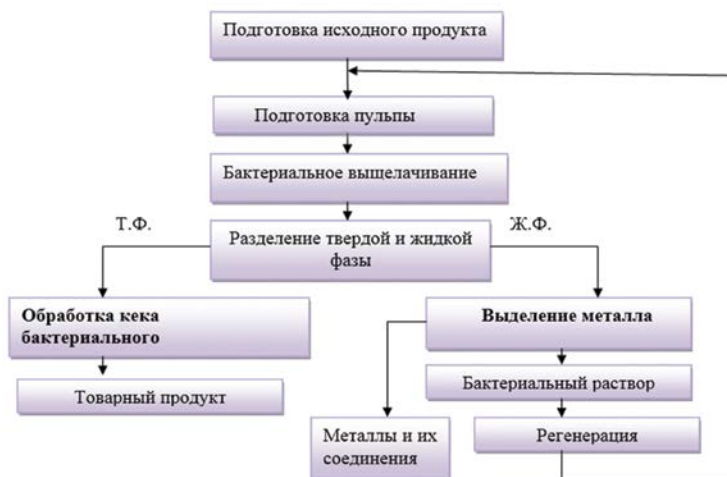 Подготовка исходного продукта
Подготовка пульпы
Бактериальное выщелачивание
Т.Ф.
Ж.Ф.
Разделение твердой и жидкой
фазы
Обработка кека
бактериального
Выделение металла
Товарный продукт
Бактериальный раствор
Металлы и их
соединения
Регенерация